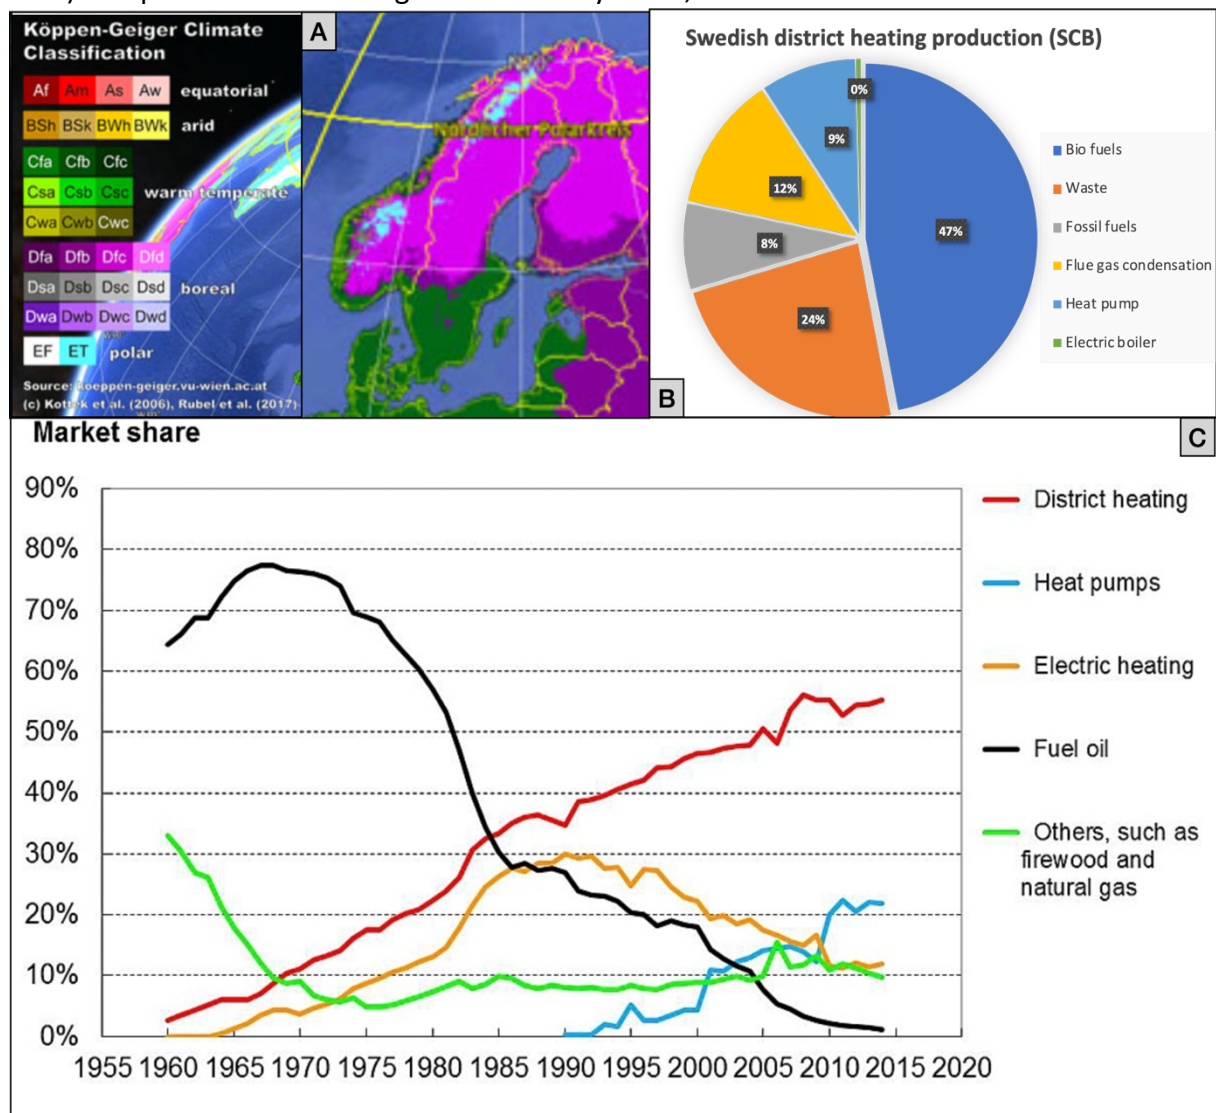 Köppen-Geiger Climate
Classification
Af Am As Aw equatorial
BSh BSk BWh BWk arid
Cfa Cfb Cfc
Csa Csb Csc warm temperate
Cwa Cwb Cwc
Dfa Dfb Dfc Dfd
Dsa Dsb Dsc Dsd boreal
Dwa Dwb Dwc Dwd
EF ET polar
Source: koeppen-geiger.vu-wien.ac.at
(c) Kottek et al. (2006), Rubel et al. (2017)
A
Nördlicher Polarkreis
Swedish district heating production (SCB)
0%
9%
12%
47%
8%
24%
Bio fuels
Waste
Fossil fuels
Flue gas condensation
Heat pump
Electric boiler
B
Market share
C
90%
80%
70%
60%
50%
40%
30%
20%
10%
0%
1955 1960 1965 1970 1975 1980 1985 1990 1995 2000 2005 2010 2015 2020
District heating
Heat pumps
Electric heating
Fuel oil
Others, such as
firewood and
natural gas